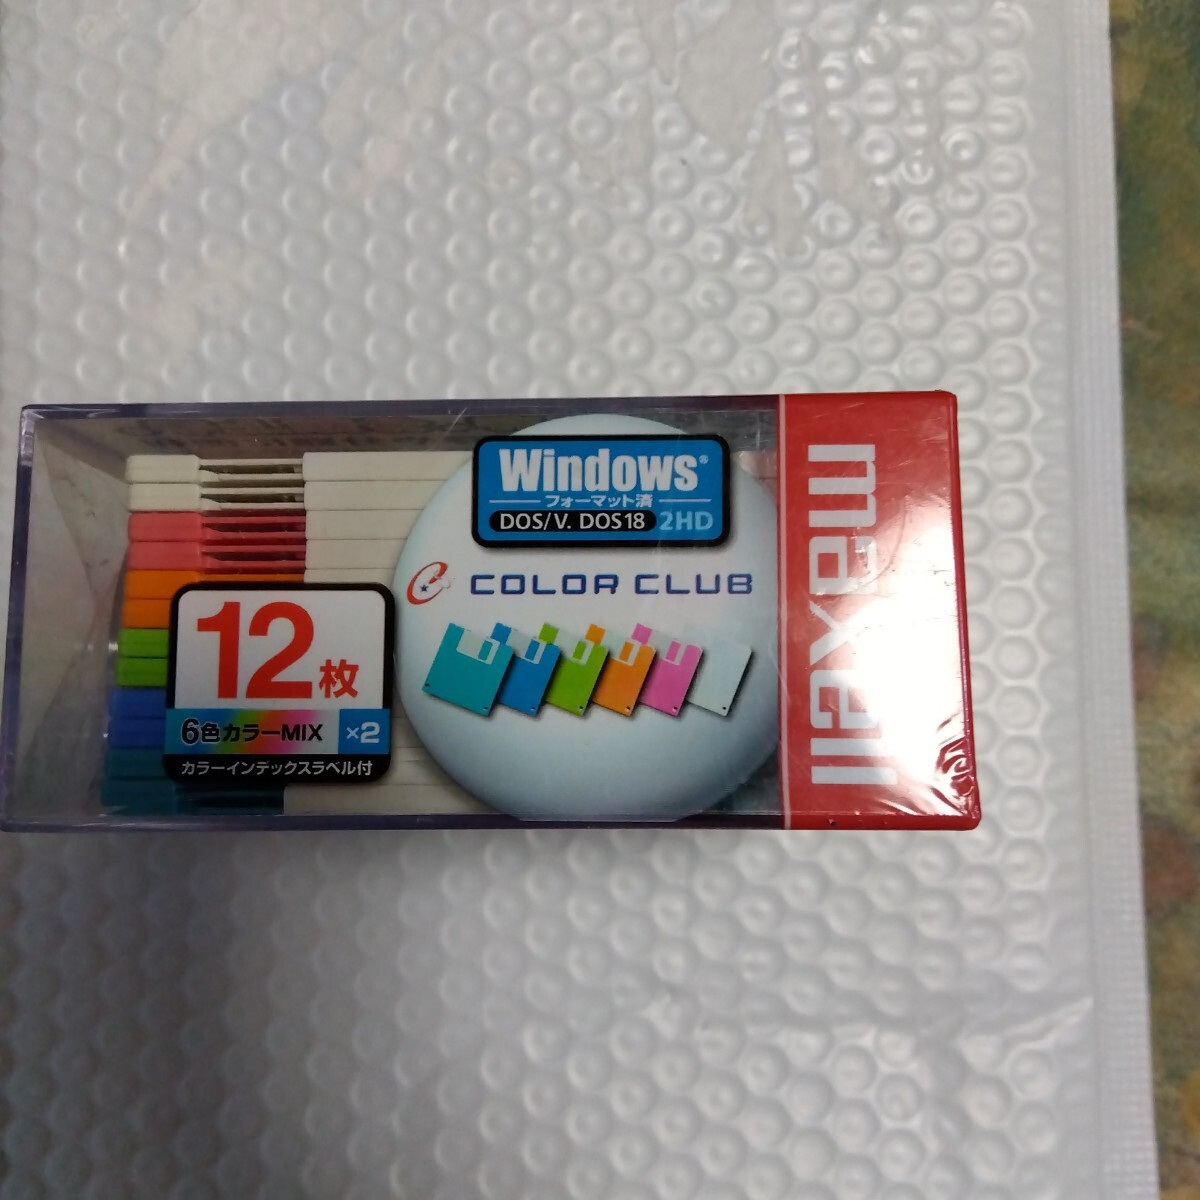 Windows®
フォーマット済
DOS/V. DOS18 2HD
COLOR CLUB
12枚
6色カラーMIX ×2
カラーインデックスラベル付
maxell